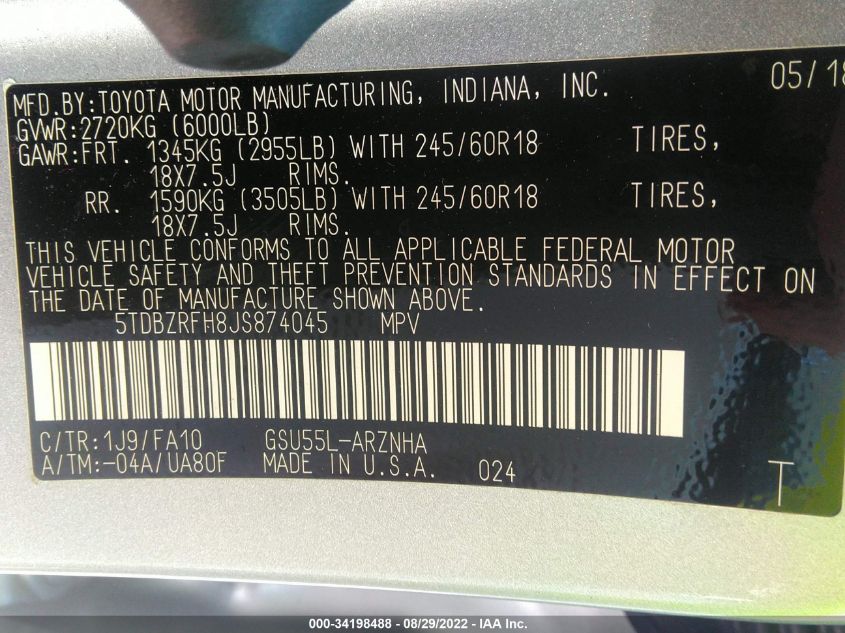 MFD.BY:TOYOTA MOTOR MANUFACTURING, INDIANA, INC. 05/18
GVWR:2720KG (6000LB)
GAWR:FRT. 1345KG (2955LB) WITH 245/60R18 TIRES,
18X7.5J RIMS.
RR. 1590KG (3505LB) WITH 245/60R18 TIRES,
18X7.5J RIMS.
THIS VEHICLE CONFORMS TO ALL APPLICABLE FEDERAL MOTOR
VEHICLE SAFETY AND THEFT PREVENTION STANDARDS IN EFFECT ON
THE DATE OF MANUFACTURE SHOWN ABOVE.
5TDBZRFH8JS874045 MPV
C/TR:1J9/FA10 GSU55L-ARZNHA
A/TM:-04A/UA80F MADE IN U.S.A. 024 T
000-34198488 - 08/29/2022 - IAA Inc.